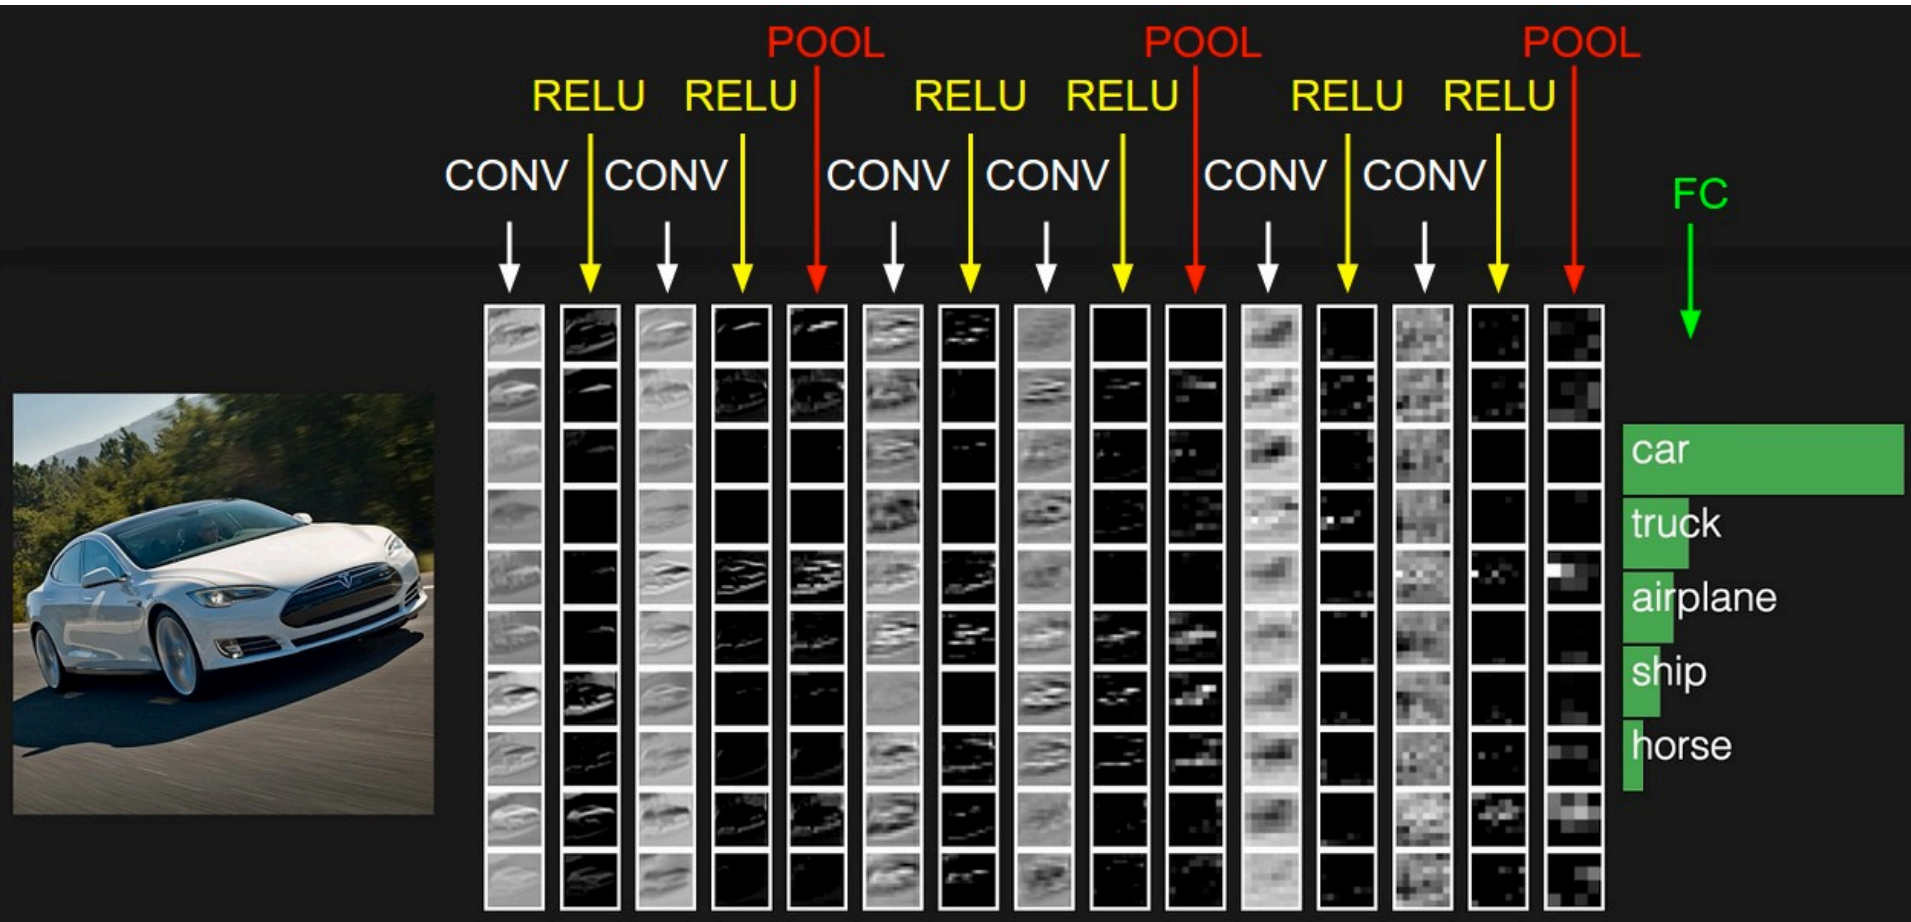 POOL POOL POOL
RELU RELU RELU RELU RELU RELU
CONV CONV CONV CONV CONV CONV
FC
car
truck
airplane
ship
horse